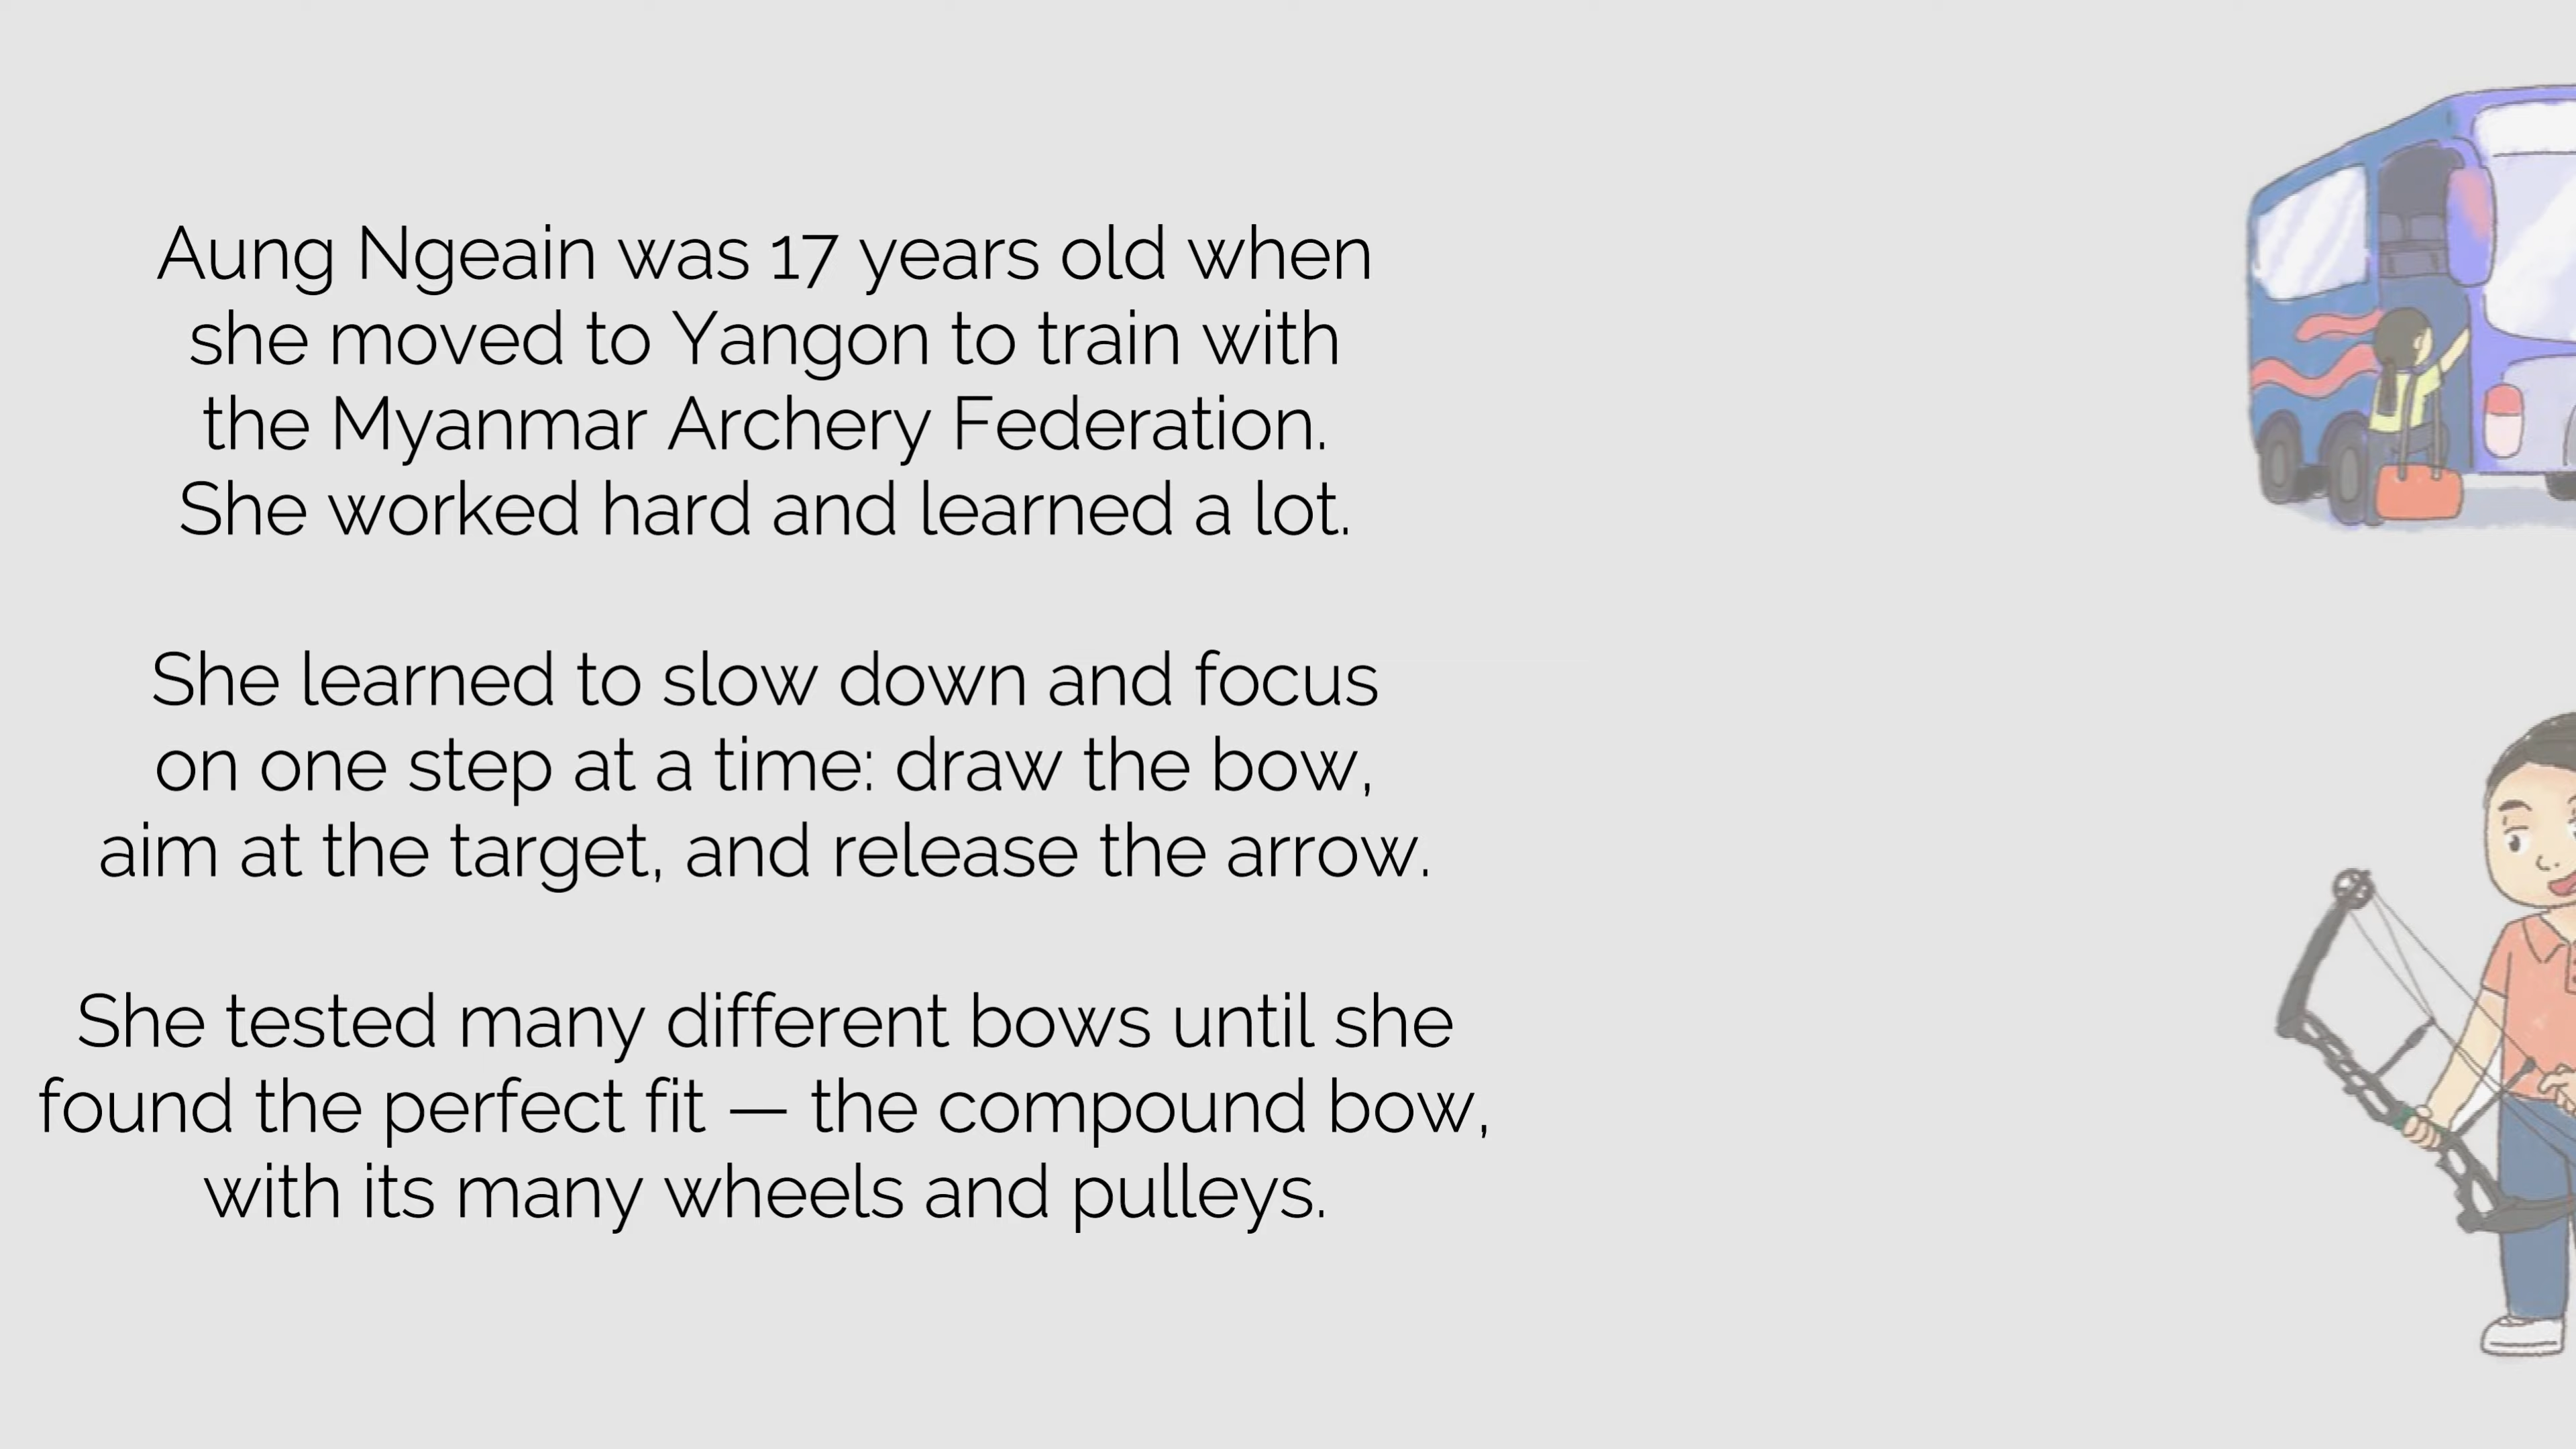 Aung Ngeain was 17 years old when
she moved to Yangon to train with
the Myanmar Archery Federation.
She worked hard and learned a lot.
She learned to slow down and focus
on one step at a time: draw the bow,
aim at the target, and release the arrow.
She tested many different bows until she
found the perfect fit — the compound bow,
with its many wheels and pulleys.